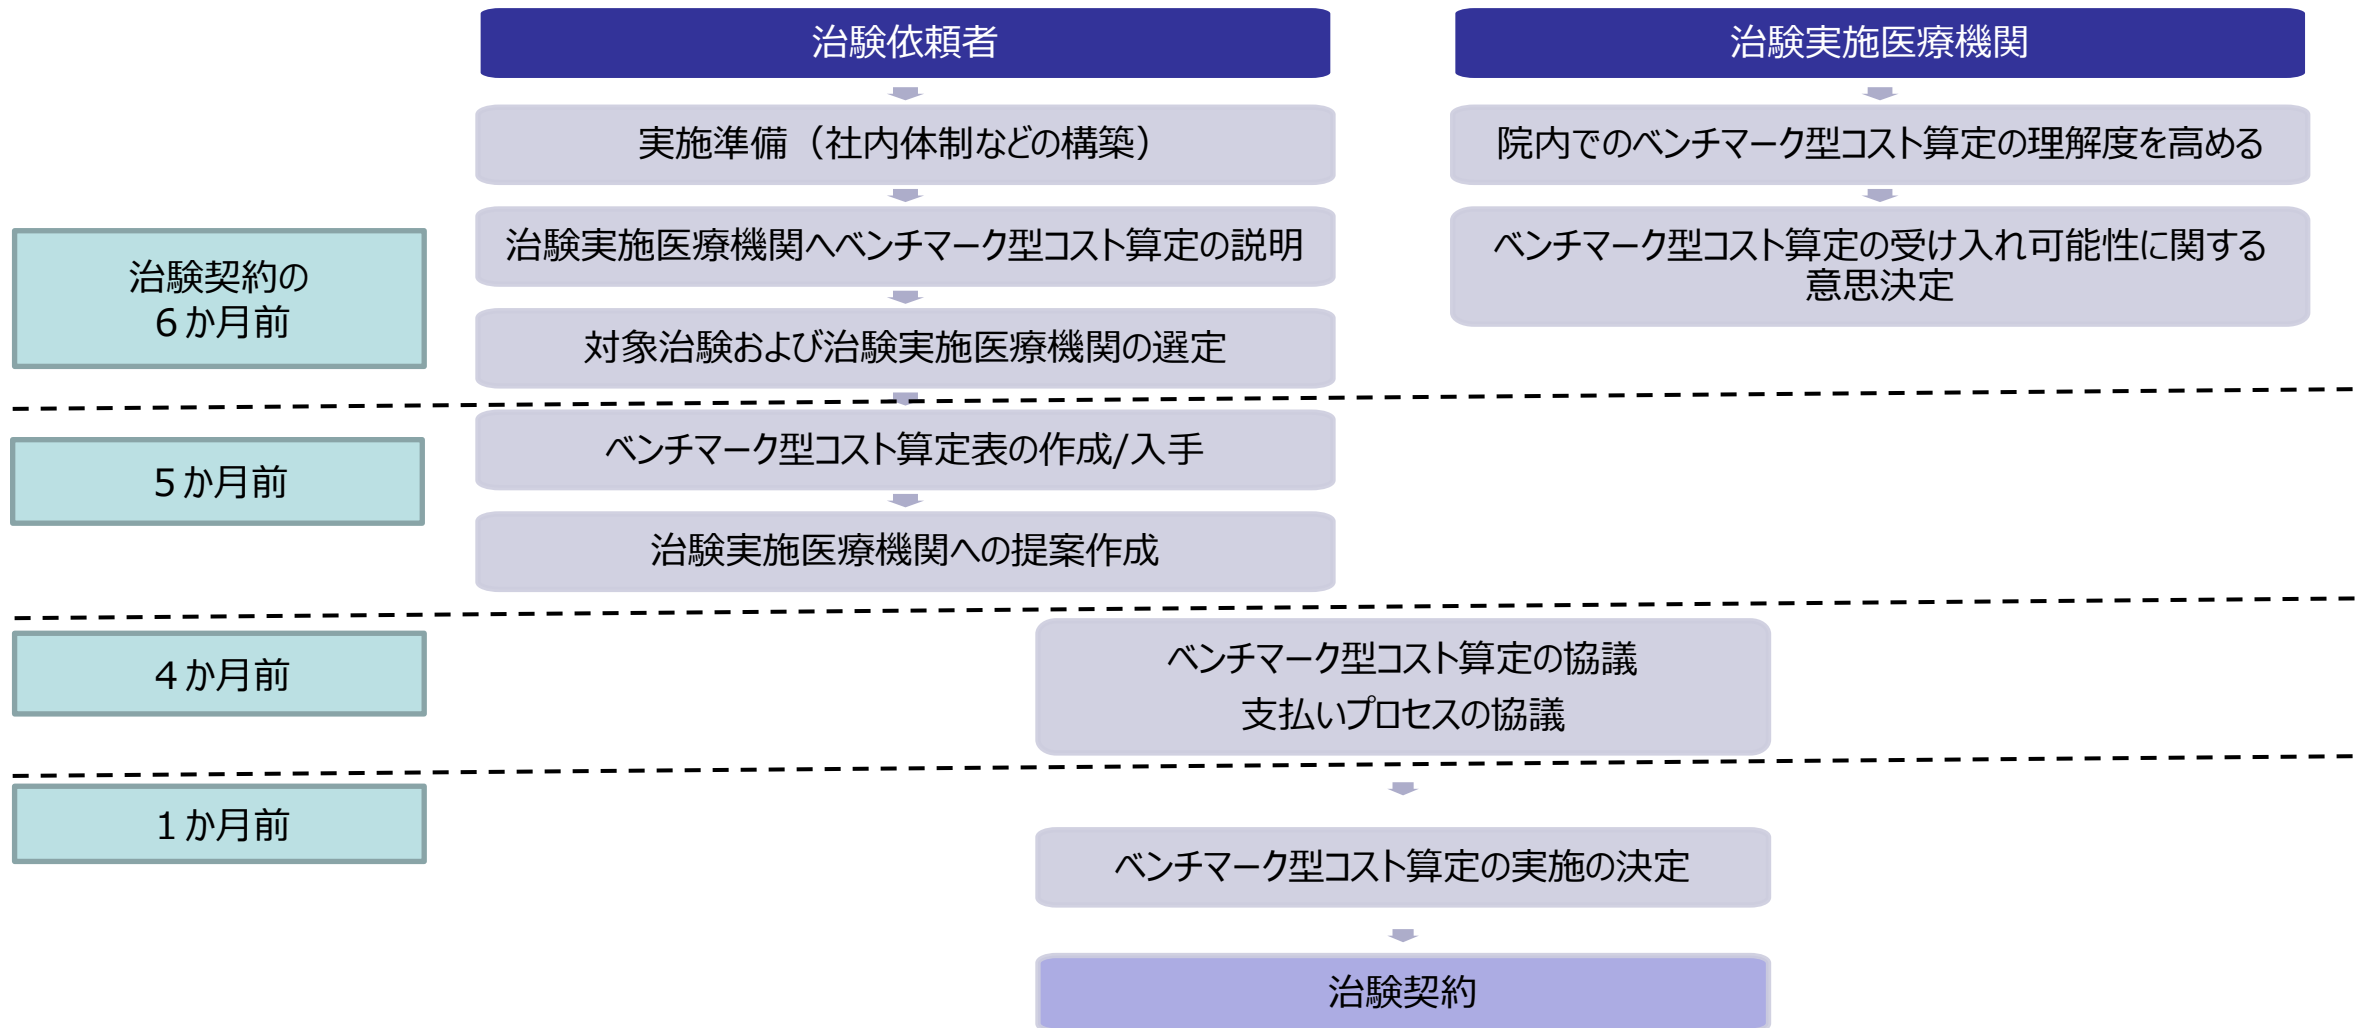 治験依頼者
治験実施医療機関
実施準備（社内体制などの構築）
院内でのベンチマーク型コスト算定の理解度を高める
治験契約の
６か月前
治験実施医療機関へベンチマーク型コスト算定の説明
ベンチマーク型コスト算定の受け入れ可能性に関する
意思決定
対象治験および治験実施医療機関の選定
５か月前
ベンチマーク型コスト算定表の作成/入手
治験実施医療機関への提案作成
４か月前
ベンチマーク型コスト算定の協議
支払いプロセスの協議
１か月前
ベンチマーク型コスト算定の実施の決定
治験契約